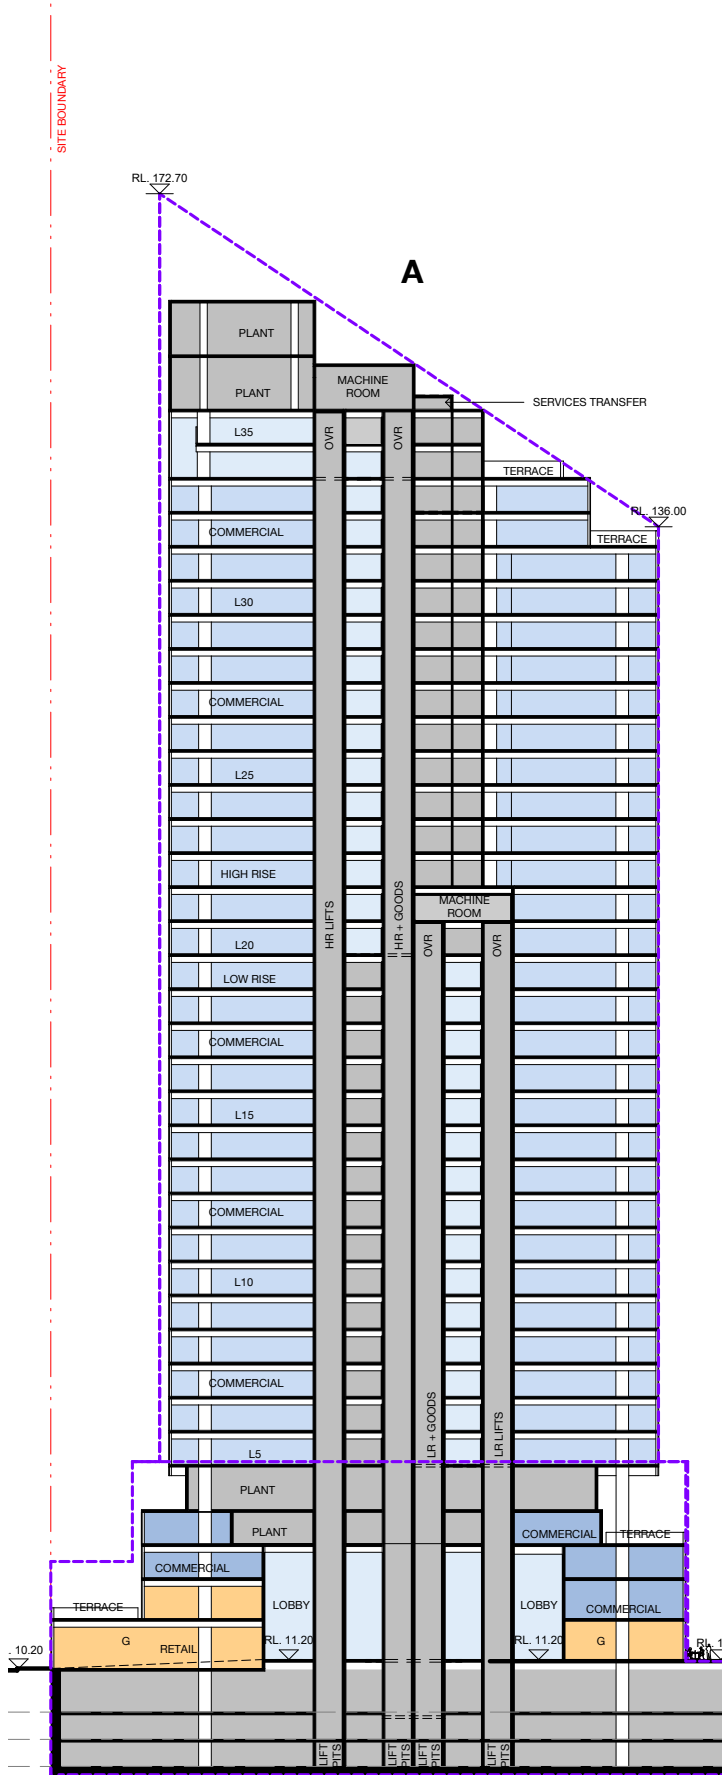 SITE BOUNDARY
RL. 172.70
A
PLANT
PLANT
MACHINE
ROOM
SERVICES TRANSFER
L35
OVR
OVR
TERRACE
RL. 136.00
COMMERCIAL
TERRACE
L30
COMMERCIAL
L25
HIGH RISE
HR LIFTS
HR + GOODS
MACHINE
ROOM
L20
OVR
OVR
LOW RISE
COMMERCIAL
L15
COMMERCIAL
L10
COMMERCIAL
LR + GOODS
LR LIFTS
L5
PLANT
PLANT
COMMERCIAL
TERRACE
COMMERCIAL
TERRACE
LOBBY
LOBBY
COMMERCIAL
G
RETAIL
RL. 11.20
RL. 11.20
G
. 10.20
RL. 1
LIFT
PITS
LIFT
PITS
LIFT
PITS
LIFT
PITS